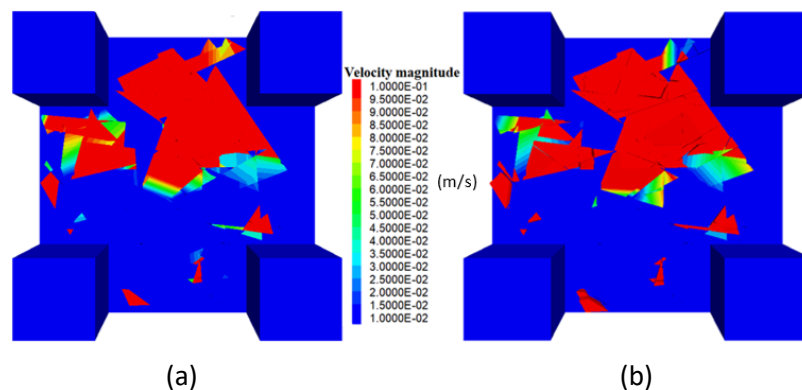 Velocity magnitude
1.0000E-01
9.5000E-02
9.0000E-02
8.5000E-02
8.0000E-02
7.5000E-02
7.0000E-02
6.5000E-02
6.0000E-02
5.5000E-02
5.0000E-02
4.5000E-02
4.0000E-02
3.5000E-02
3.0000E-02
2.5000E-02
2.0000E-02
1.5000E-02
1.0000E-02
(m/s)
(a)
(b)